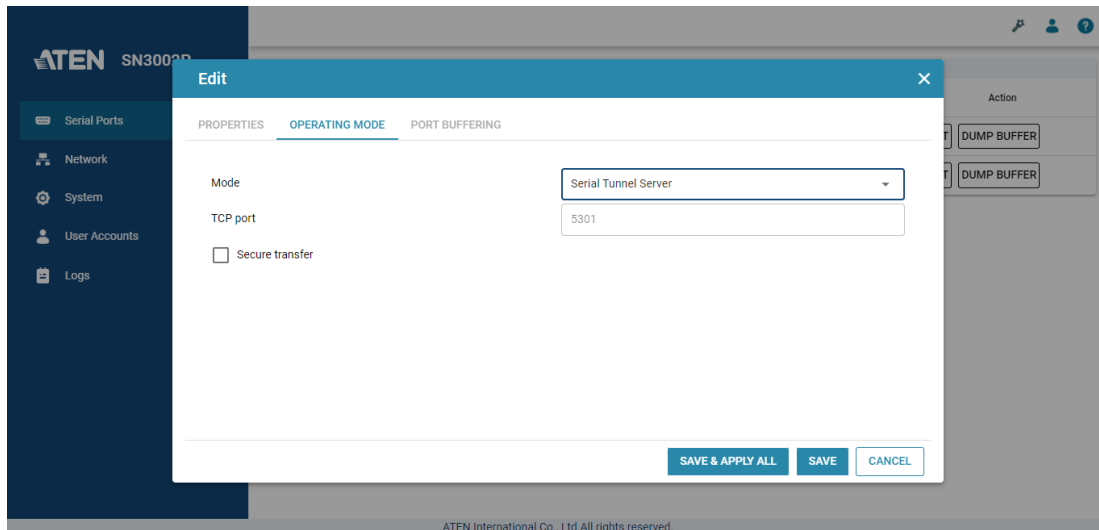 ATEN SN3002P
Edit
Action
Serial Ports
PROPERTIES OPERATING MODE PORT BUFFERING
DUMP BUFFER
Network
Mode
Serial Tunnel Server
DUMP BUFFER
System
TCP port
5301
User Accounts
Secure transfer
Logs
SAVE & APPLY ALL SAVE CANCEL
ATEN International Co., Ltd.All rights reserved.